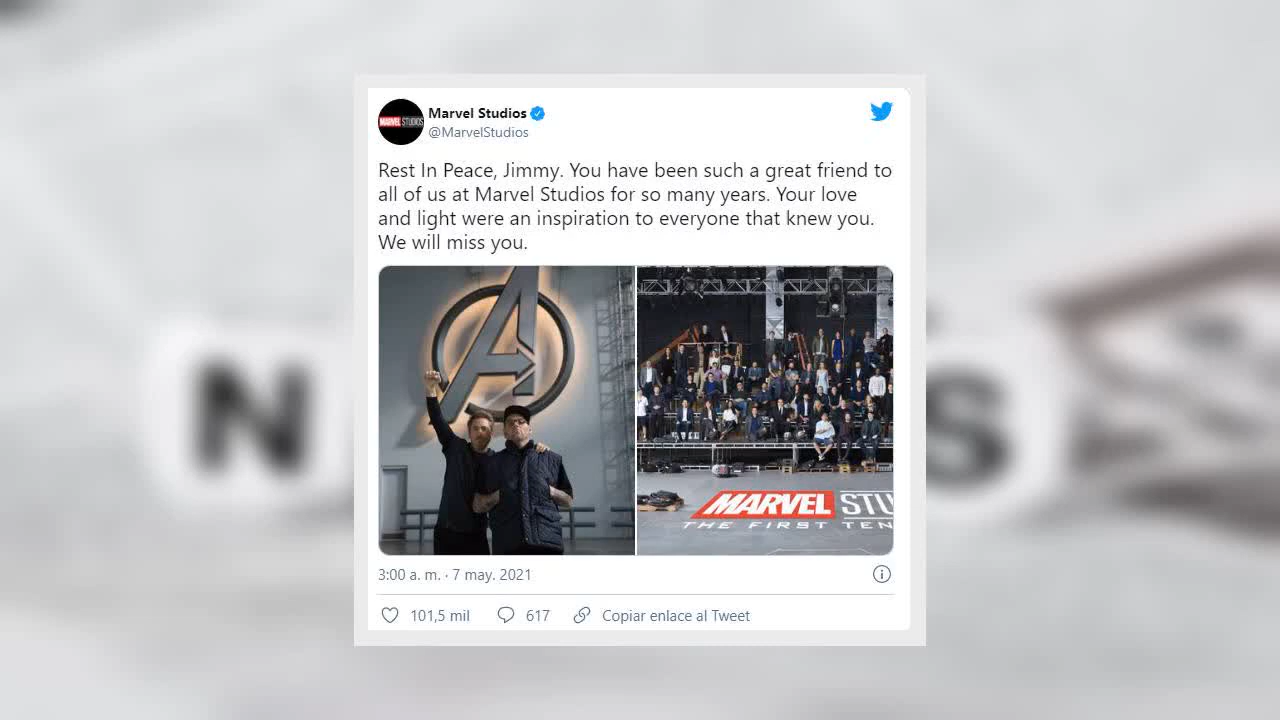 MARVEL STUDIOS
Marvel Studios
@MarvelStudios
Rest In Peace, Jimmy. You have been such a great friend to
all of us at Marvel Studios for so many years. Your love
and light were an inspiration to everyone that knew you.
We will miss you.
A
MARVEL STU
THE FIRST TEN
3:00 a. m. · 7 may. 2021
101,5 mil
617
Copiar enlace al Tweet
N
S